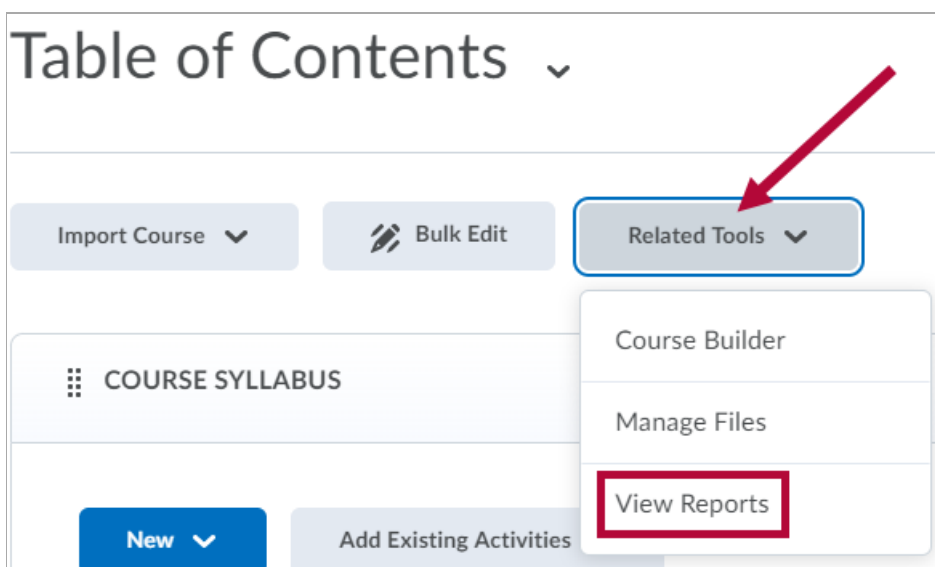 Table of Contents
Import Course
Bulk Edit
Related Tools
Course Builder
COURSE SYLLABUS
Manage Files
View Reports
New
Add Existing Activities